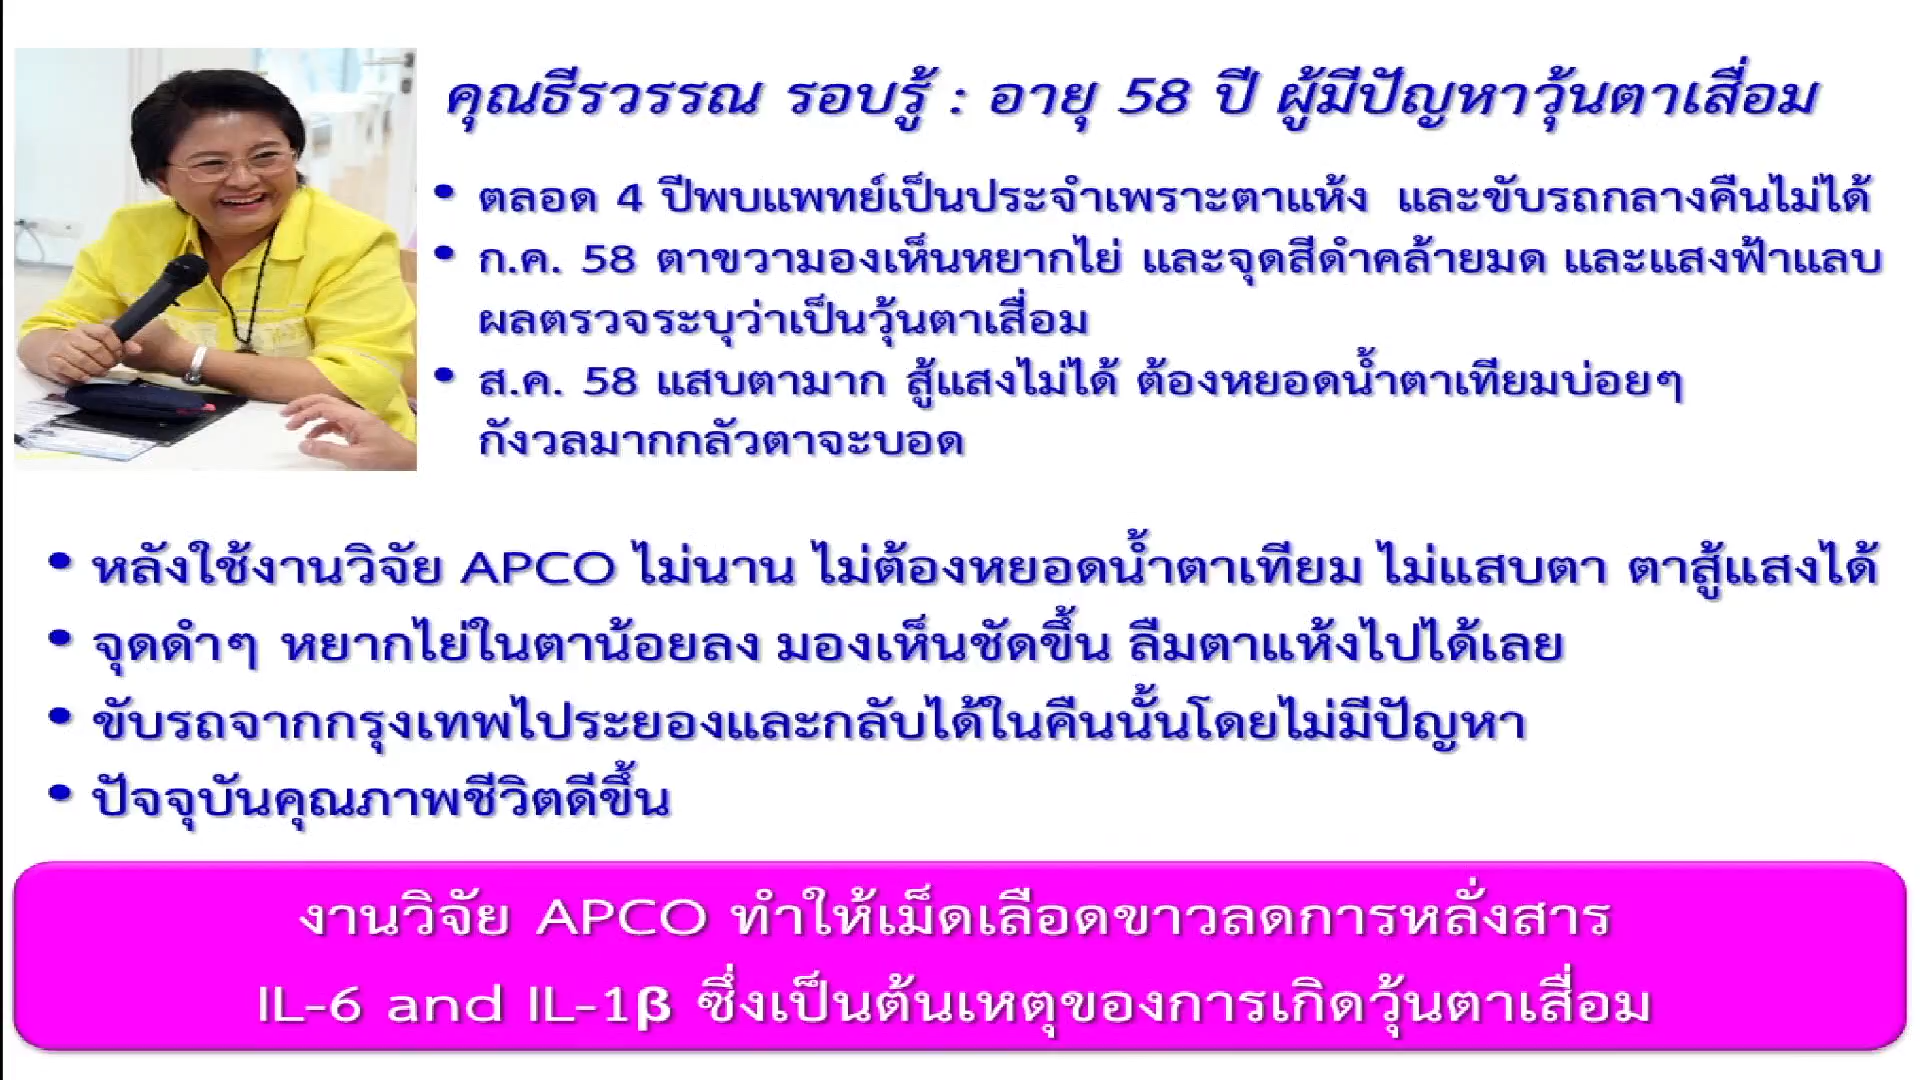 คุณธีรวรรณ รอบรู้ : อายุ 58 ปี ผู้มีปัญหาวุ้นตาเสื่อม
• ตลอด 4 ปีพบแพทย์เป็นประจำเพราะตาแห้ง และขับรถกลางคืนไม่ได้
• ก.ค. 58 ตาขวามองเห็นหยากไย่ และจุดสีดำคล้ายมด และแสงฟ้าแลบ
ผลตรวจระบุว่าเป็นวุ้นตาเสื่อม
• ส.ค. 58 แสบตามาก สู้แสงไม่ได้ ต้องหยอดน้ำตาเทียมบ่อยๆ
กังวลมากกลัวตาจะบอด
• หลังใช้งานวิจัย APCO ไม่นาน ไม่ต้องหยอดน้ำตาเทียม ไม่แสบตา ตาสู้แสงได้
• จุดดำๆ หยากไย่ในตาน้อยลง มองเห็นชัดขึ้น ลืมตาแห้งไปได้เลย
• ขับรถจากกรุงเทพไประยองและกลับได้ในคืนนั้นโดยไม่มีปัญหา
• ปัจจุบันคุณภาพชีวิตดีขึ้น
งานวิจัย APCO ทำให้เม็ดเลือดขาวลดการหลั่งสาร
IL-6 and IL-1β ซึ่งเป็นต้นเหตุของการเกิดวุ้นตาเสื่อม